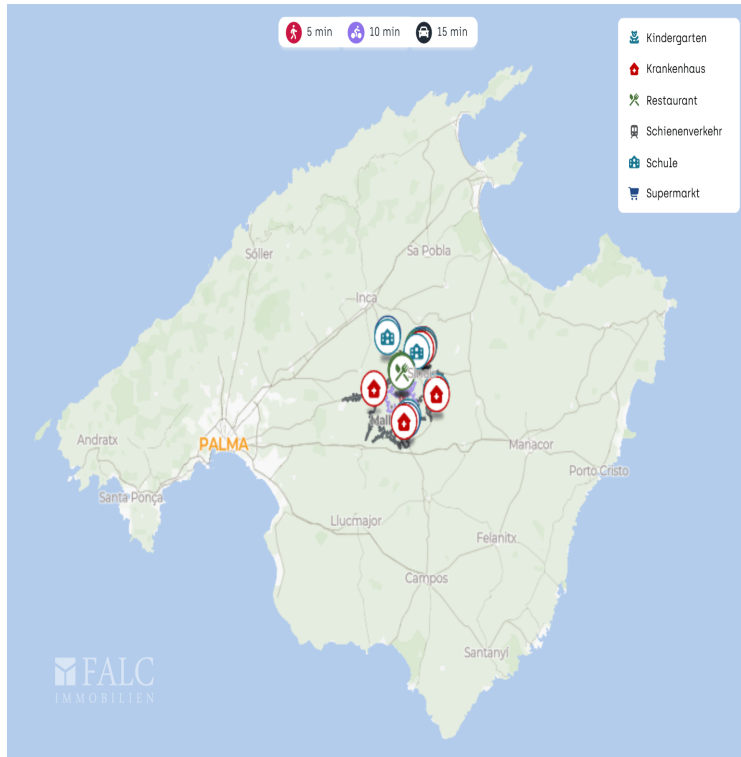 5 min
10 min
15 min
Kindergarten
Krankenhaus
Restaurant
Schienenverkehr
Schule
Supermarkt
Sóller
Sa Pobla
Inca
Andratx
PALMA
Manacor
Porto Cristo
Santa Ponça
Llucmajor
Felanitx
Campos
Santanyí
FALC
IMMOBILIEN